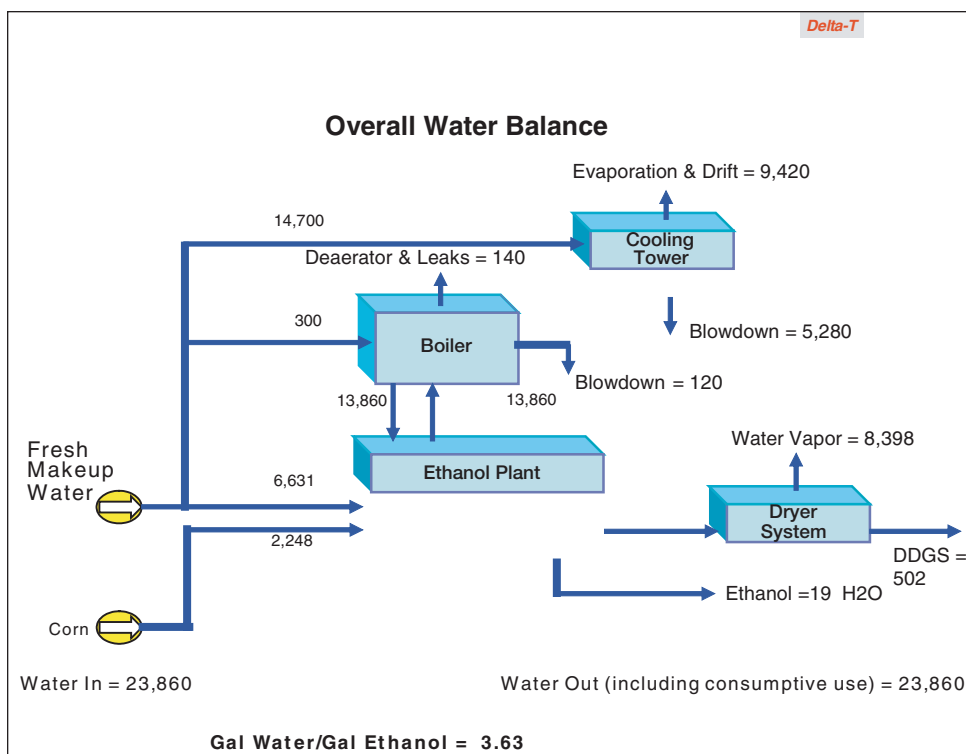 Delta-T
Overall Water Balance
Evaporation & Drift = 9,420
14,700
Cooling
Tower
Deaerator & Leaks = 140
300
Boiler
Blowdown = 5,280
Blowdown = 120
13,860
13,860
Water Vapor = 8,398
Fresh
Makeup
Water
Ethanol Plant
6,631
Dryer
System
2,248
DDGS =
502
Ethanol =19 H2O
Corn
Water In = 23,860
Water Out (including consumptive use) = 23,860
Gal Water/Gal Ethanol = 3.63